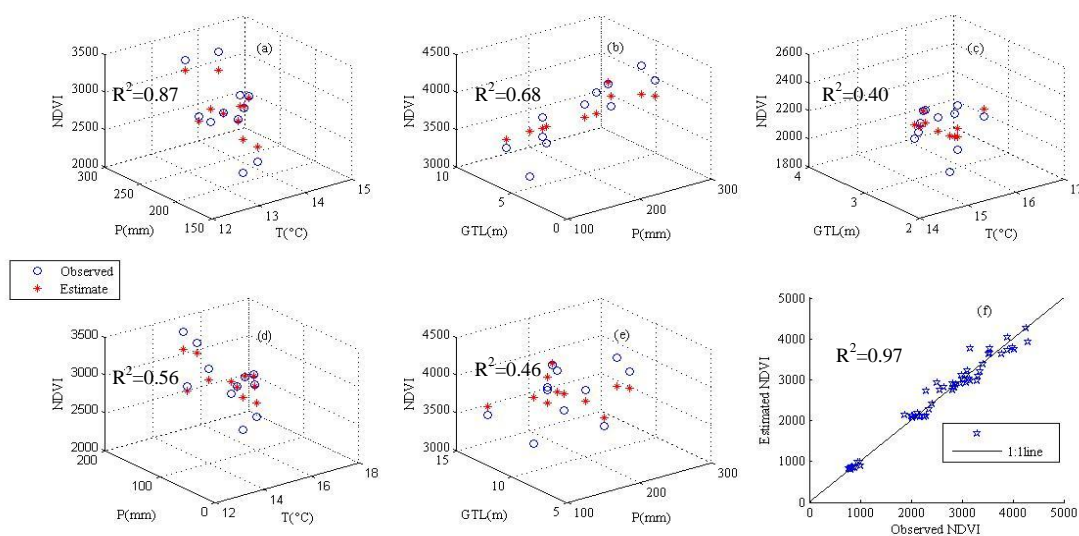 3500
3000
2500
2000
NDVI
(a)
R²=0.87
300
250
200
150
P(mm)
12
13
14
15
T(°C)
4500
4000
3500
3000
NDVI
(b)
R²=0.68
10
5
0
GTL(m)
100
200
300
P(mm)
2600
2400
2200
2000
1800
NDVI
(c)
R²=0.40
4
3
2
GTL(m)
14
15
16
17
T(°C)
Observed
Estimate
3500
3000
2500
2000
NDVI
(d)
R²=0.56
200
100
0
P(mm)
12
14
16
18
T(°C)
4500
4000
3500
3000
NDVI
(e)
R²=0.46
15
10
5
GTL(m)
100
200
300
P(mm)
5000
4000
3000
2000
1000
0
Estimated NDVI
(f)
R²=0.97
1:1line
0
1000
2000
3000
4000
5000
Observed NDVI